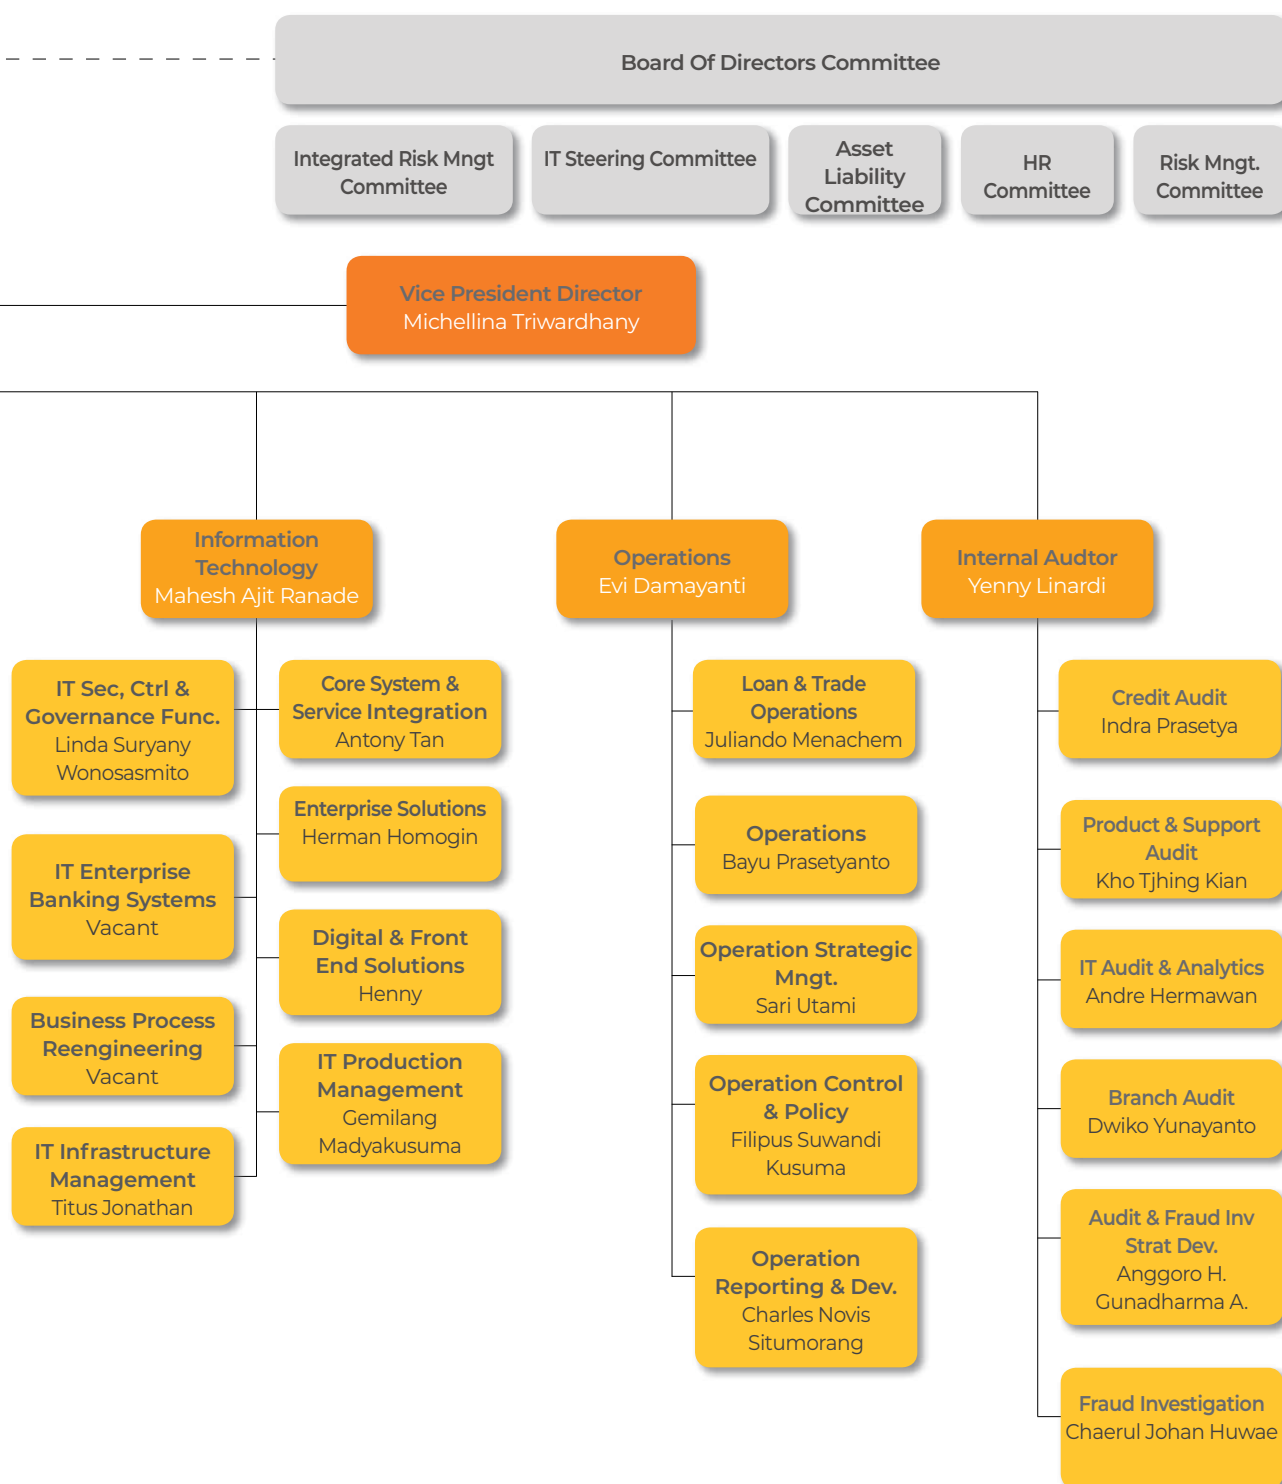 Board Of Directors Committee
Integrated Risk Mngt
Committee
IT Steering Committee
Asset
Liability
Committee
HR
Committee
Risk Mngt.
Committee
Vice President Director
Michellina Triwardhany
Information
Technology
Mahesh Ajit Ranade
Operations
Evi Damayanti
Internal Audtor
Yenny Linardi
IT Sec, Ctrl &
Governance Func.
Linda Suryany
Wonosasmito
IT Enterprise
Banking Systems
Vacant
Business Process
Reengineering
Vacant
IT Infrastructure
Management
Titus Jonathan
Core System &
Service Integration
Antony Tan
Enterprise Solutions
Herman Homogin
Digital & Front
End Solutions
Henny
IT Production
Management
Gemilang
Madyakusuma
Loan & Trade
Operations
Juliando Menachem
Operations
Bayu Prasetyanto
Operation Strategic
Mngt.
Sari Utami
Operation Control
& Policy
Filipus Suwandi
Kusuma
Operation
Reporting & Dev.
Charles Novis
Situmorang
Credit Audit
Indra Prasetya
Product & Support
Audit
Kho Tjhing Kian
IT Audit & Analytics
Andre Hermawan
Branch Audit
Dwiko Yunayanto
Audit & Fraud Inv
Strat Dev.
Anggoro H.
Gunadharma A.
Fraud Investigation
Chaerul Johan Huwae